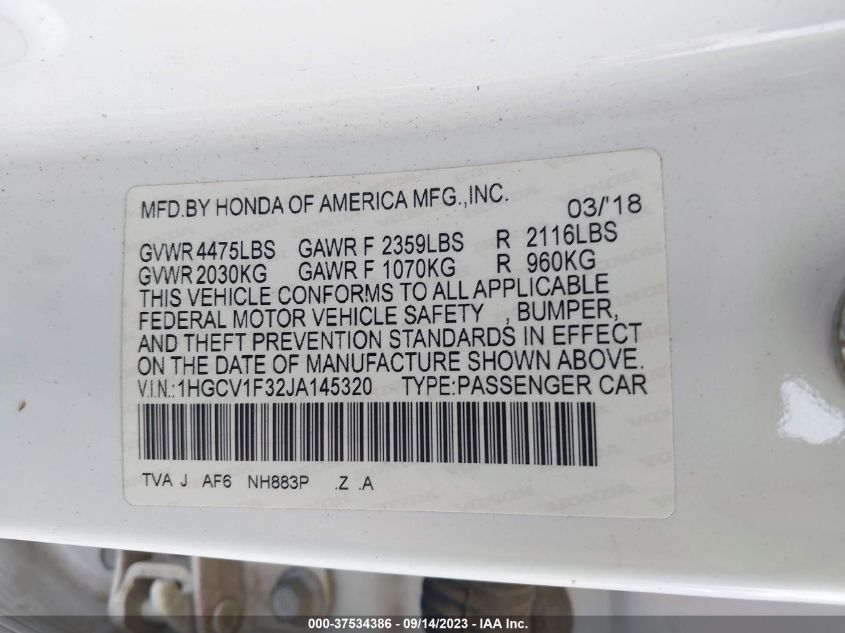 MFD.BY HONDA OF AMERICA MFG.,INC. 03/'18
GVWR 4475LBS GAWR F 2359LBS R 2116LBS
GVWR 2030KG GAWR F 1070KG R 960KG
THIS VEHICLE CONFORMS TO ALL APPLICABLE
FEDERAL MOTOR VEHICLE SAFETY , BUMPER,
AND THEFT PREVENTION STANDARDS IN EFFECT
ON THE DATE OF MANUFACTURE SHOWN ABOVE.
V.I.N.:1HGCV1F32JA145320 TYPE:PASSENGER CAR
TVA J AF6 NH883P .Z .A
000-37534386 - 09/14/2023 - IAA Inc.